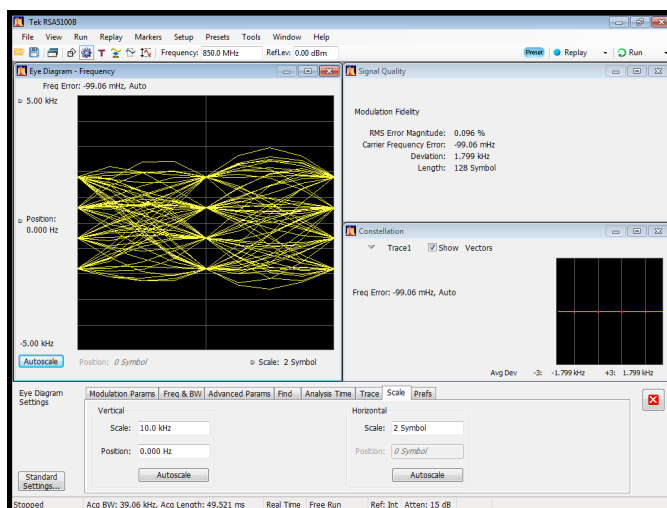 Tek RSA5100B
File View Run Replay Markers Setup Presets Tools Window Help
T Frequency: 850.0 MHz RefLev: 0.00 dBm Preset Replay Run
Eye Diagram - Frequency
Freq Error: -99.06 mHz, Auto
5.00 kHz
Position:
0.000 Hz
-5.00 kHz
Autoscale Position: 0 Symbol Scale: 2 Symbol
Signal Quality
Modulation Fidelity
RMS Error Magnitude: 0.096 %
Carrier Frequency Error: -99.06 mHz
Deviation: 1.799 kHz
Length: 128 Symbol
Constellation
Trace1 Show Vectors
Freq Error: -99.06 mHz, Auto
Avg Dev -3: -1.799 kHz +3: 1.799 kHz
Eye Diagram
Settings
Modulation Params Freq & BW Advanced Params Find Analysis Time Trace Scale Prefs
Vertical
Scale: 10.0 kHz
Position: 0.000 Hz
Autoscale
Horizontal
Scale: 2 Symbol
Position: 0 Symbol
Autoscale
Standard
Settings...
Stopped Acq BW: 39.06 kHz, Acq Length: 49.521 ms Real Time Free Run Ref: Int Atten: 15 dB